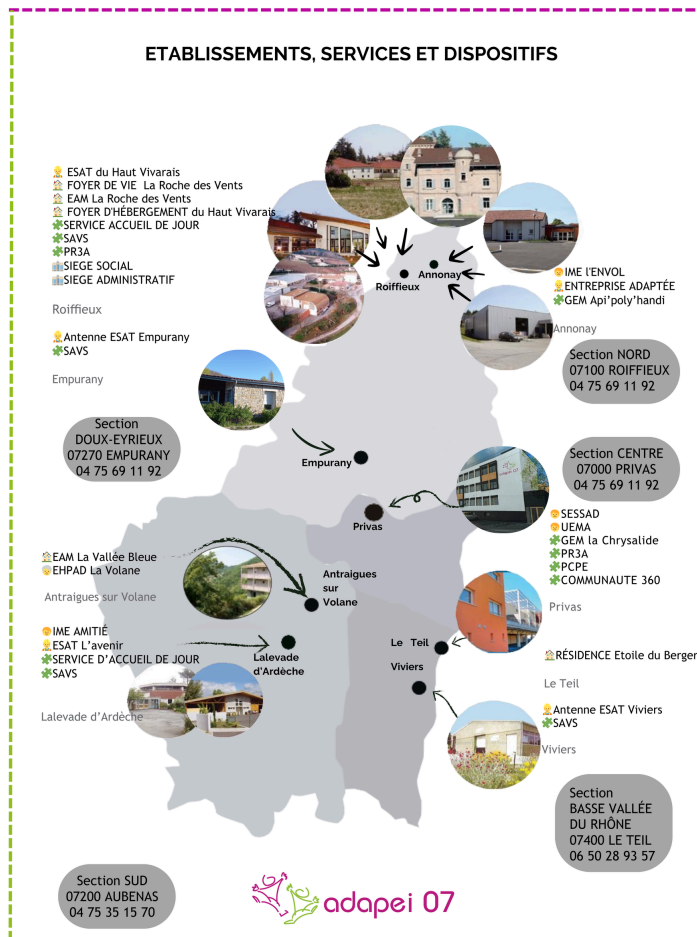 ETABLISSEMENTS, SERVICES ET DISPOSITIFS
ESAT du Haut Vivarais
FOYER DE VIE La Roche des Vents
EAM La Roche des Vents
FOYER D'HÉBERGEMENT du Haut Vivarais
SERVICE ACCUEIL DE JOUR
SAVS
PR3A
SIEGE SOCIAL
SIEGE ADMINISTRATIF
Roiffieux
Roiffieux
Annonay
IME l'ENVOL
ENTREPRISE ADAPTÉE
GEM Api'poly'handi
Annonay
Antenne ESAT Empurany
SAVS
Empurany
Section NORD
07100 ROIFFIEUX
04 75 69 11 92
Section
DOUX-EYRIEUX
07270 EMPURANY
04 75 69 11 92
Empurany
Section CENTRE
07000 PRIVAS
04 75 69 11 92
Privas
SESSAD
UEMA
GEM la Chrysalide
PR3A
PCPE
COMMUNAUTE 360
Privas
EAM La Vallée Bleue
EHPAD La Volane
Antraigues sur Volane
Antraigues
sur
Volane
IME AMITIÉ
ESAT L'avenir
SERVICE D'ACCUEIL DE JOUR
SAVS
Lalevade d'Ardèche
Lalevade
d'Ardèche
Le Teil
Viviers
RÉSIDENCE Etoile du Berger
Le Teil
Antenne ESAT Viviers
SAVS
Viviers
Section
BASSE VALLÉE
DU RHÔNE
07400 LE TEIL
06 50 28 93 57
Section SUD
07200 AUBENAS
04 75 35 15 70
adapei 07